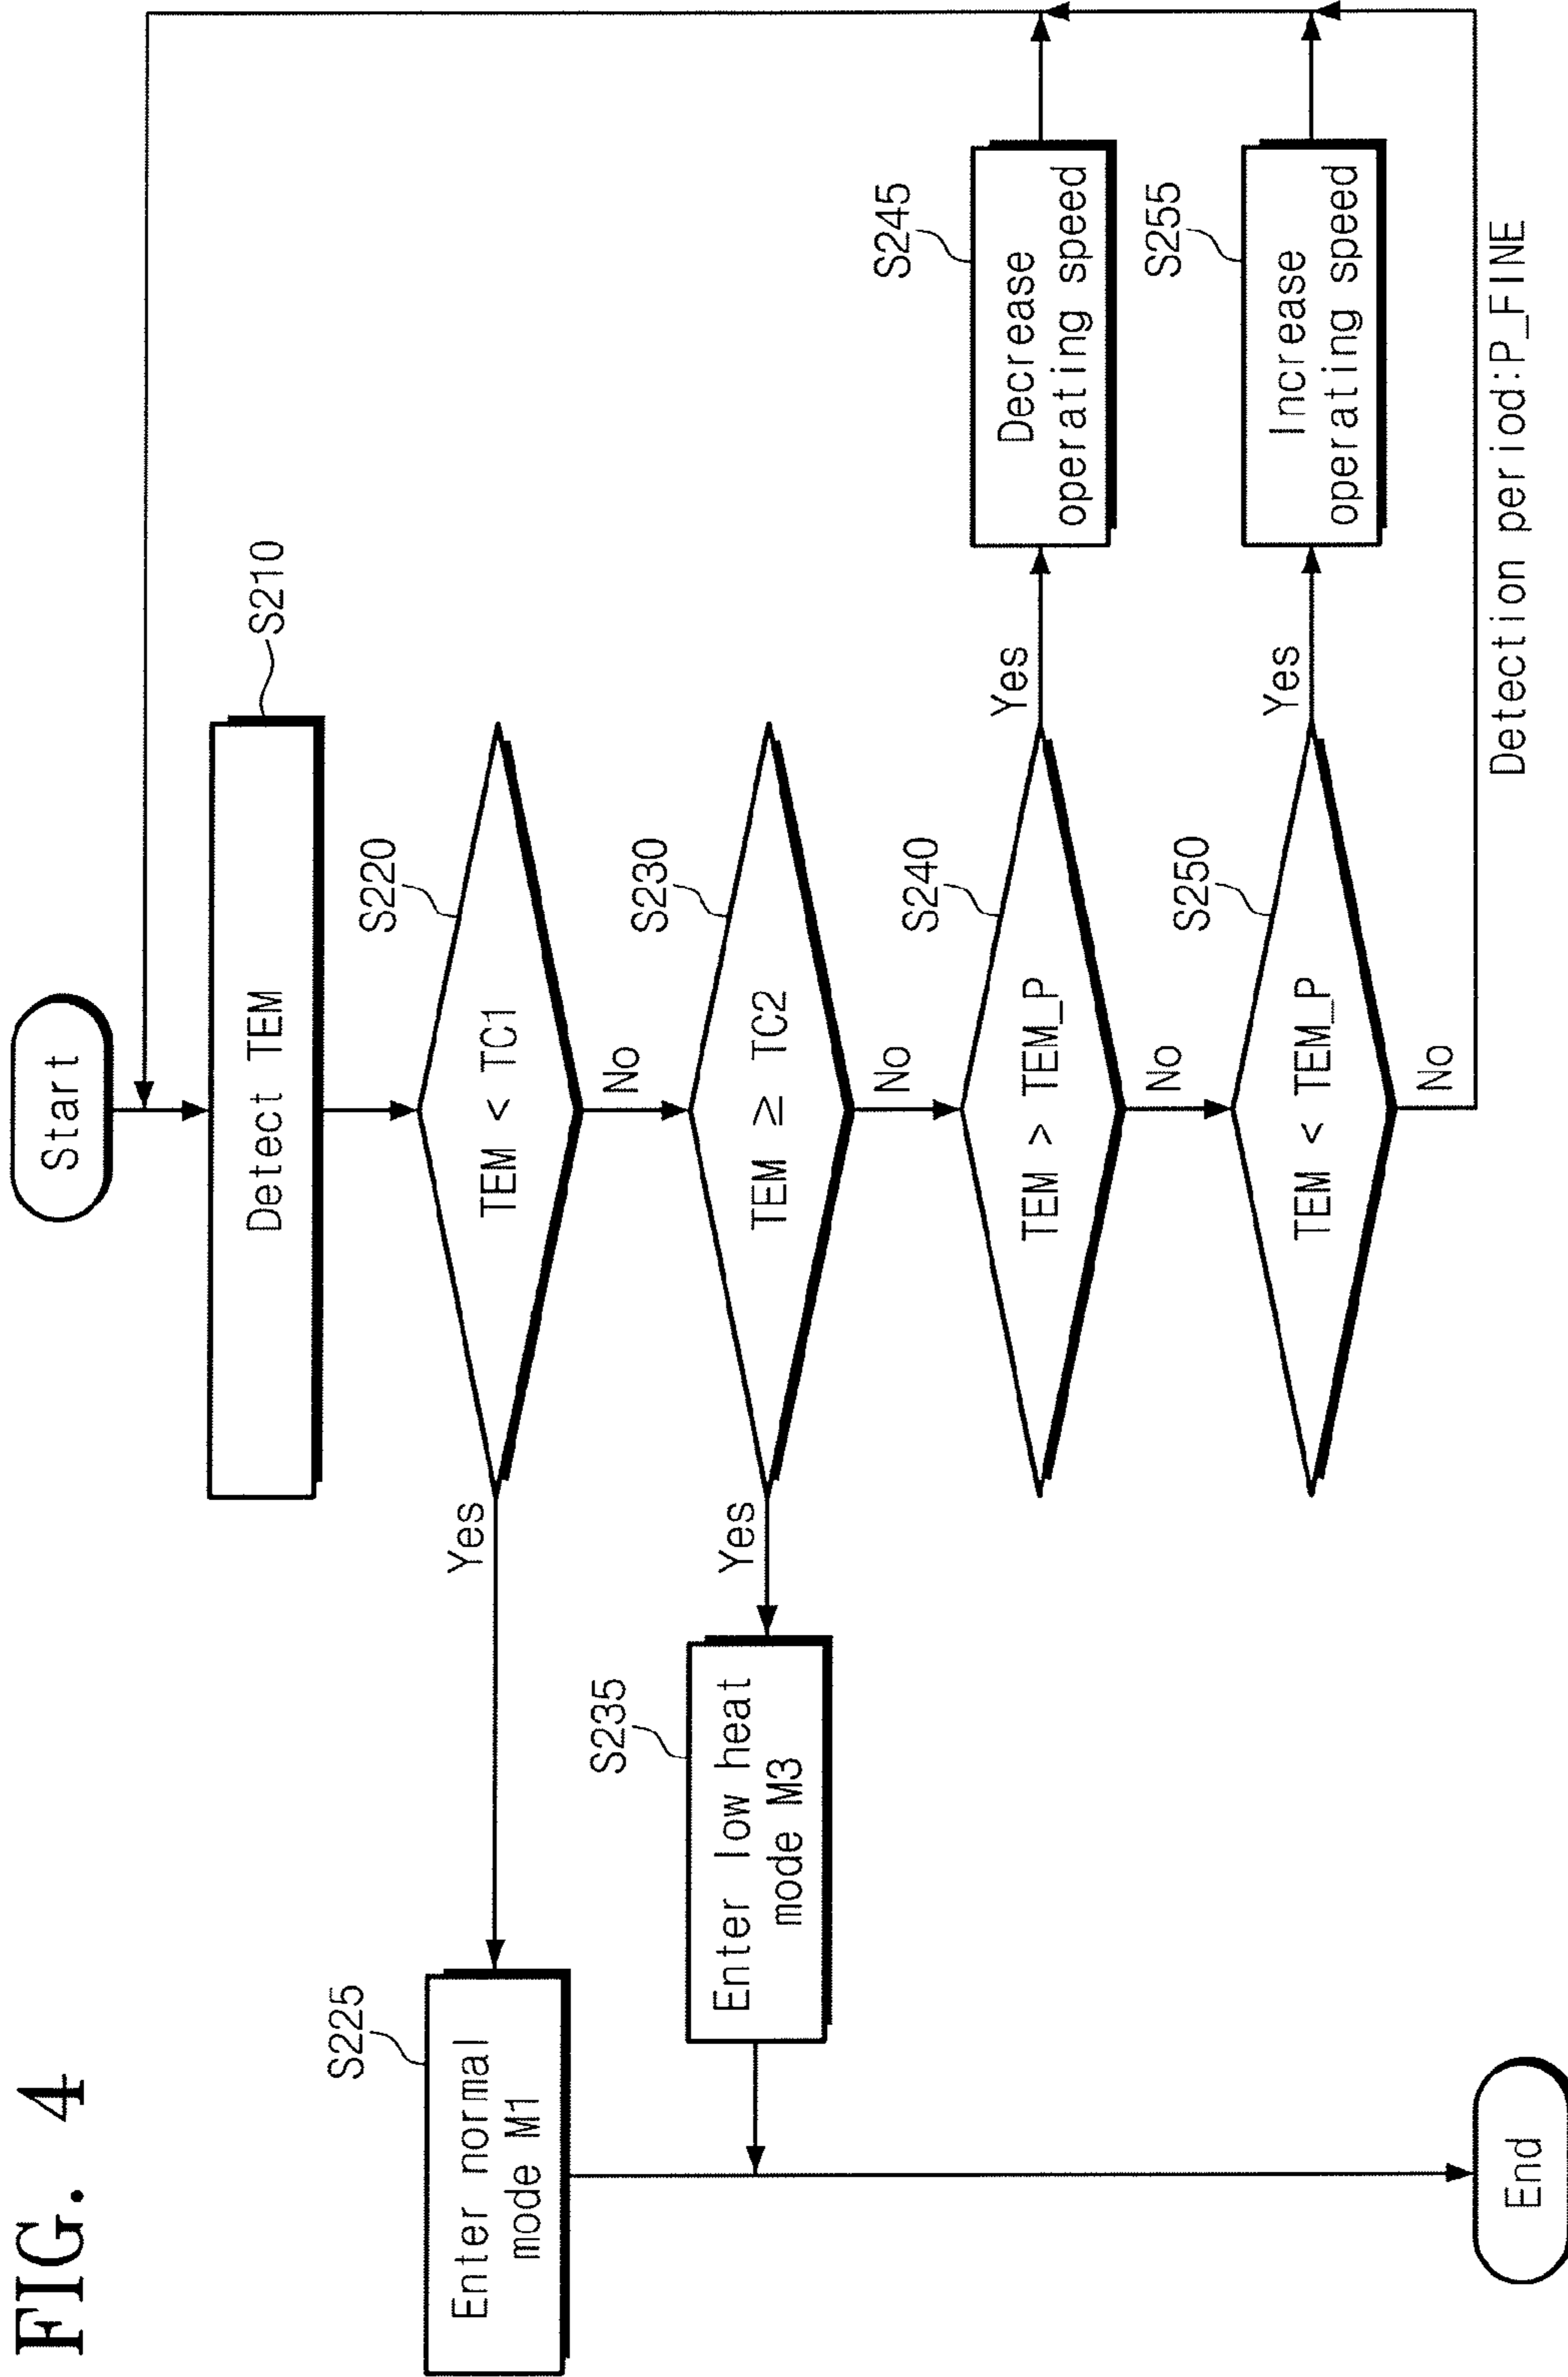 FIG. 4
Start
Detect TEM
S210
TEM < TC1
S220
Yes
No
Enter normal
mode M1
S225
TEM ≥ TC2
S230
Yes
No
Enter low heat
mode M3
S235
TEM > TEM_P
S240
Yes
No
Decrease
operating speed
S245
TEM < TEM_P
S250
Yes
No
Increase
operating speed
S255
Detection period:P_FINE
End